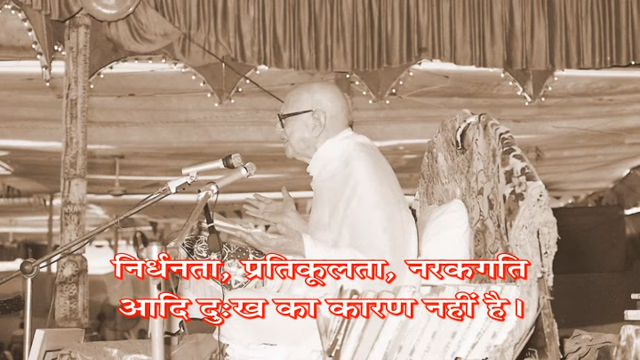 निर्धनता, प्रतिकूलता, नरकगति
आदि दुःख का कारण नहीं है।